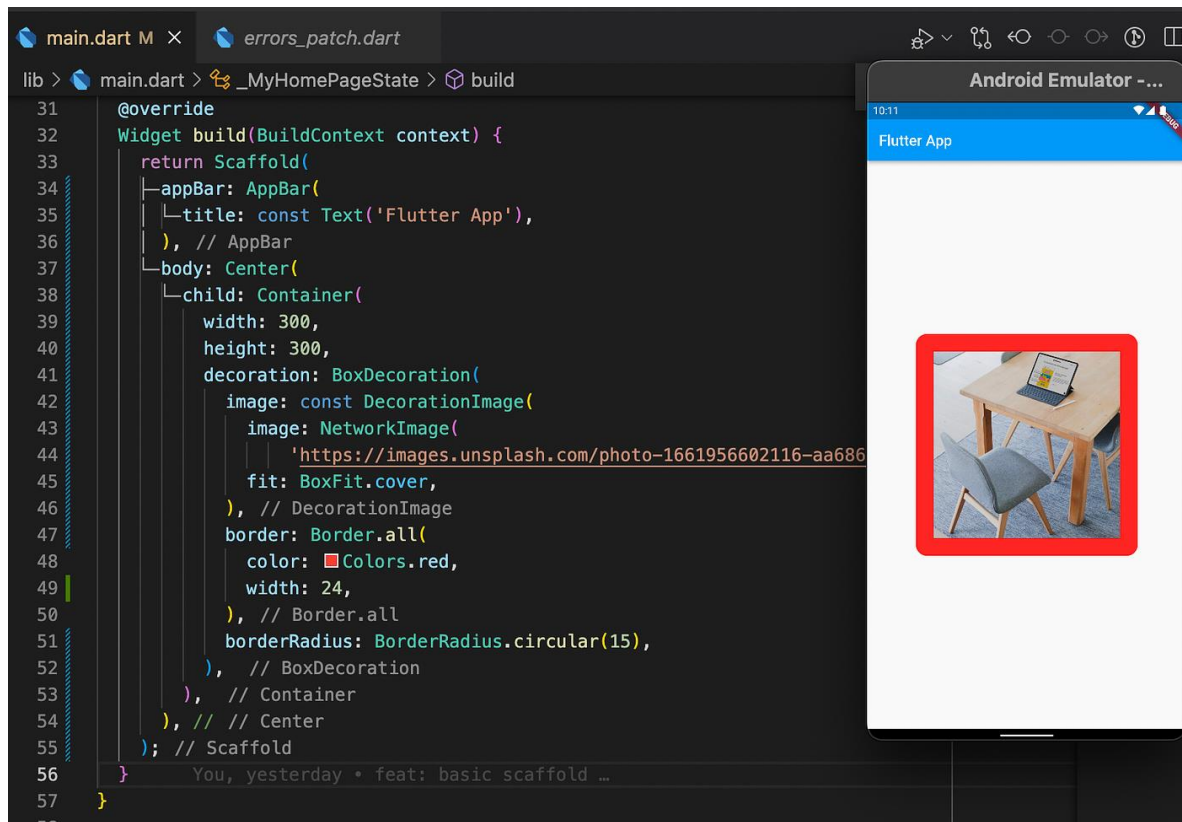 main.dart M
errors_patch.dart
lib > main.dart > _MyHomePageState > build
31 @override
32 Widget build(BuildContext context) {
33 return Scaffold(
34 appBar: AppBar(
35 title: const Text('Flutter App'),
36 ), // AppBar
37 body: Center(
38 child: Container(
39 width: 300,
40 height: 300,
41 decoration: BoxDecoration(
42 image: const DecorationImage(
43 image: NetworkImage(
44 'https://images.unsplash.com/photo-1661956602116-aa686
45 fit: BoxFit.cover,
46 ), // DecorationImage
47 border: Border.all(
48 color: Colors.red,
49 width: 24,
50 ), // Border.all
51 borderRadius: BorderRadius.circular(15),
52 ), // BoxDecoration
53 ), // Container
54 ), // // Center
55 ); // Scaffold
56 } You, yesterday • feat: basic scaffold …
57 }
Android Emulator -...
10:11
DEBUG
Flutter App